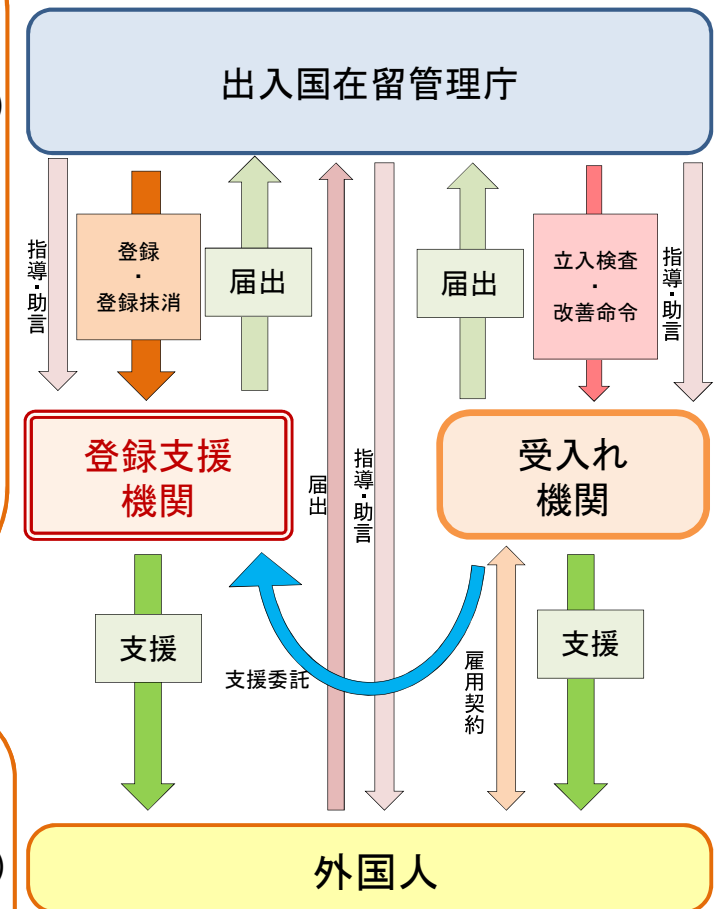 出入国在留管理庁
指導・助言
登録
・
登録抹消
届出
届出
立入検査
・
改善命令
指導・助言
登録支援
機関
届出
指導・助言
受入れ
機関
支援
支援委託
雇用契約
支援
外国人